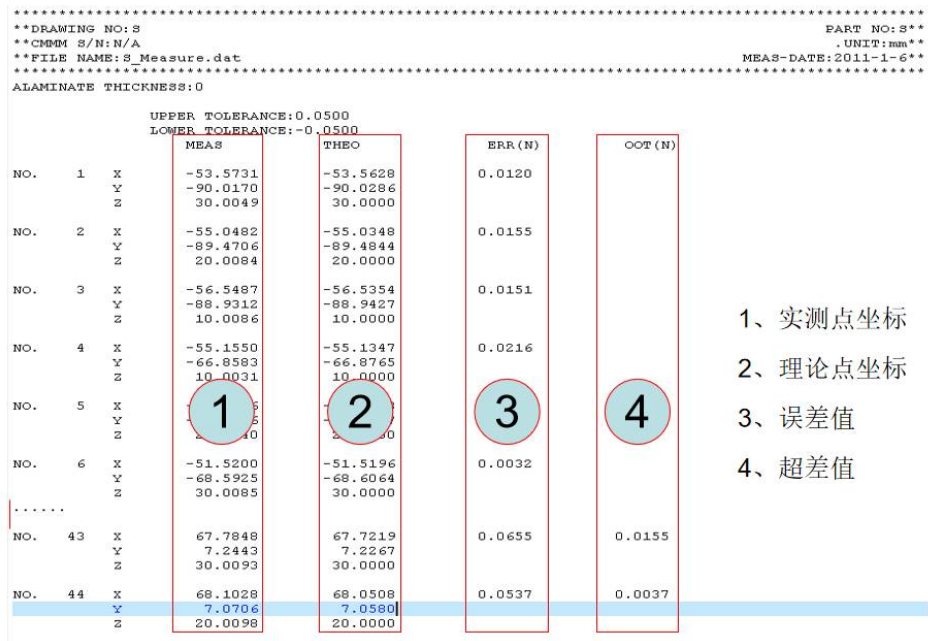 **DRAWING NO:S PART NO:S**
**CMMM S/N:N/A .UNIT:mm**
**FILE NAME:S_Measure.dat MEAS-DATE:2011-1-6**
ALAMINATE THICKNESS:0
UPPER TOLERANCE:0.0500
LOWER TOLERANCE:-0.0500
MEAS THEO ERR(N) OOT(N)
NO. 1 X -53.5731 -53.5628 0.0120
Y -90.0170 -90.0286
Z 30.0049 30.0000
NO. 2 X -55.0482 -55.0348 0.0155
Y -89.4706 -89.4844
Z 20.0084 20.0000
NO. 3 X -56.5487 -56.5354 0.0151
Y -88.9312 -88.9427
Z 10.0086 10.0000
NO. 4 X -55.1550 -55.1347 0.0216
Y -66.8583 -66.8765
Z 10.0031 10.0000
NO. 5 X
Y
Z
1 2 3 4
NO. 6 X -51.5200 -51.5196 0.0032
Y -68.5925 -68.6064
Z 30.0085 30.0000
......
NO. 43 X 67.7848 67.7219 0.0655 0.0155
Y 7.2443 7.2267
Z 30.0093 30.0000
NO. 44 X 68.1028 68.0508 0.0537 0.0037
Y 7.0706 7.0580
Z 20.0098 20.0000
1、实测点坐标
2、理论点坐标
3、误差值
4、超差值